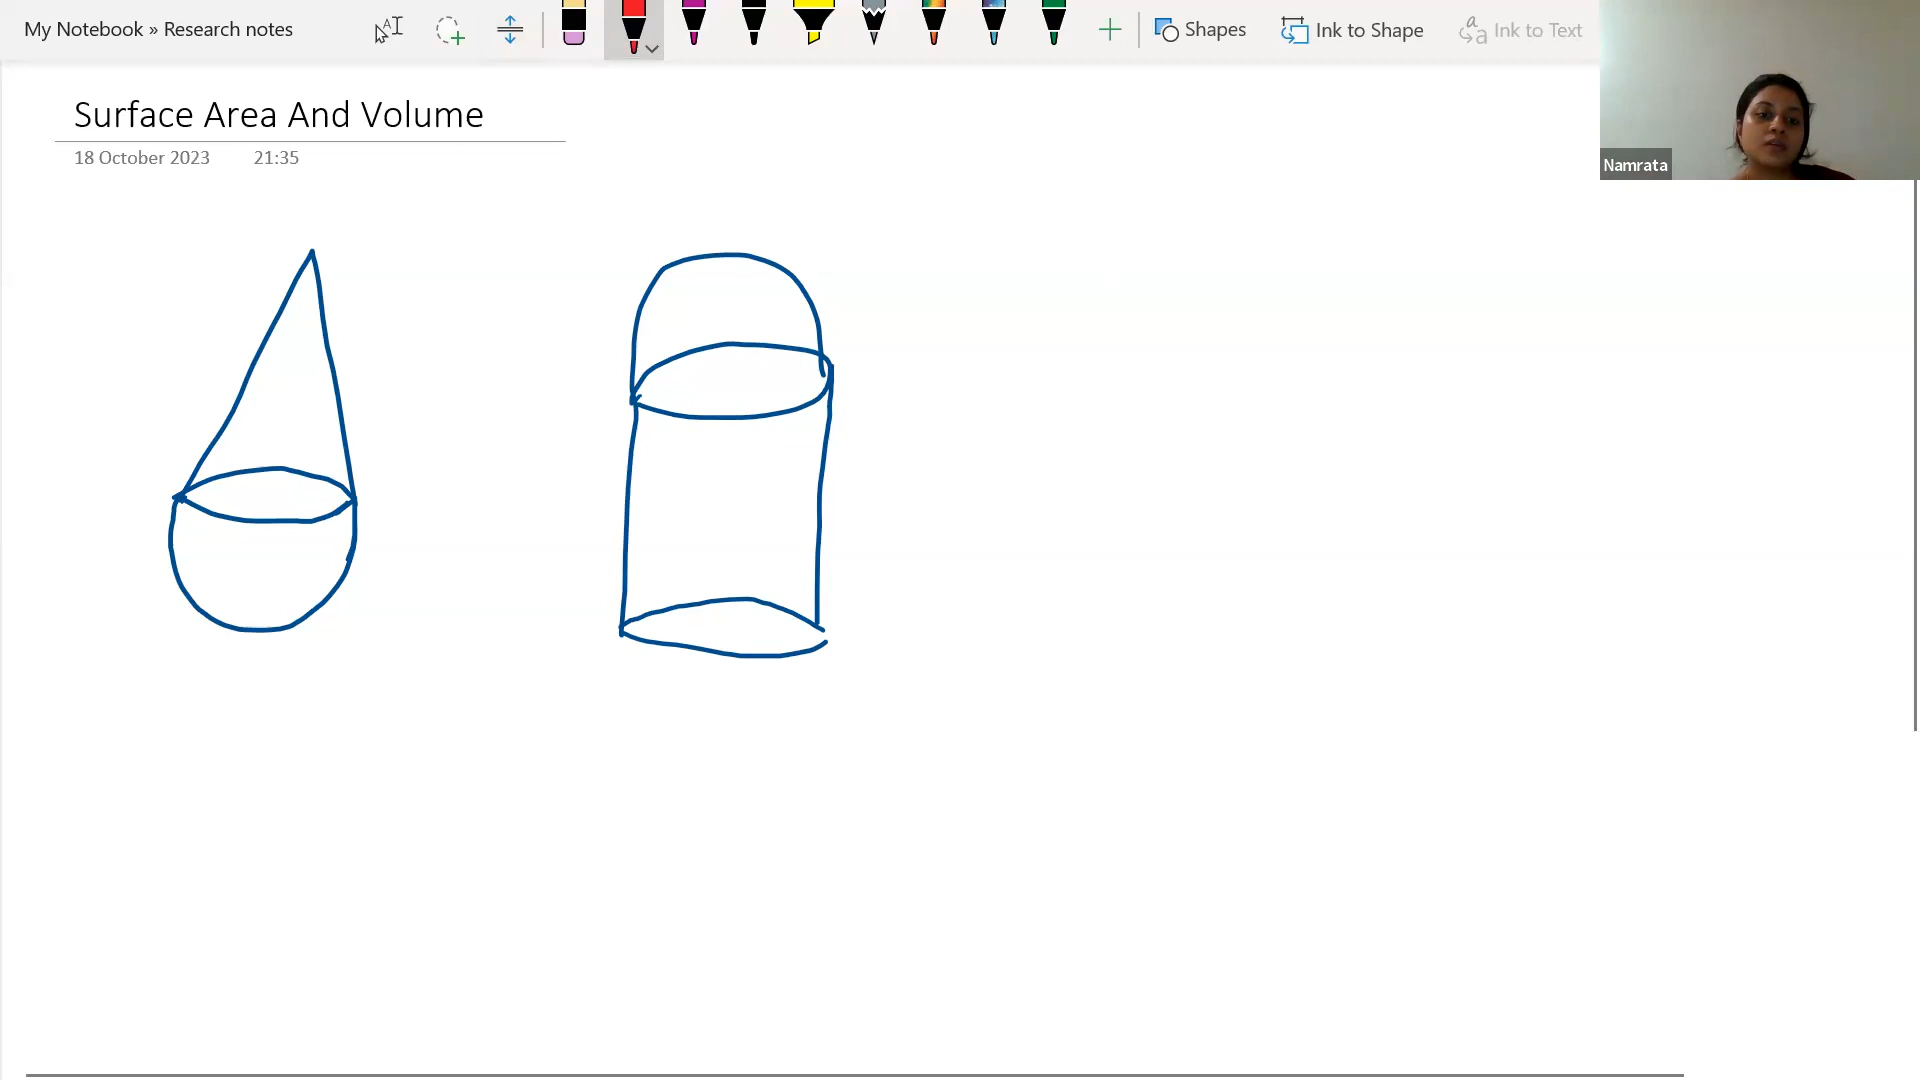 My Notebook » Research notes
Shapes
Ink to Shape
Ink to Text
Surface Area And Volume
18 October 2023 21:35
Namrata